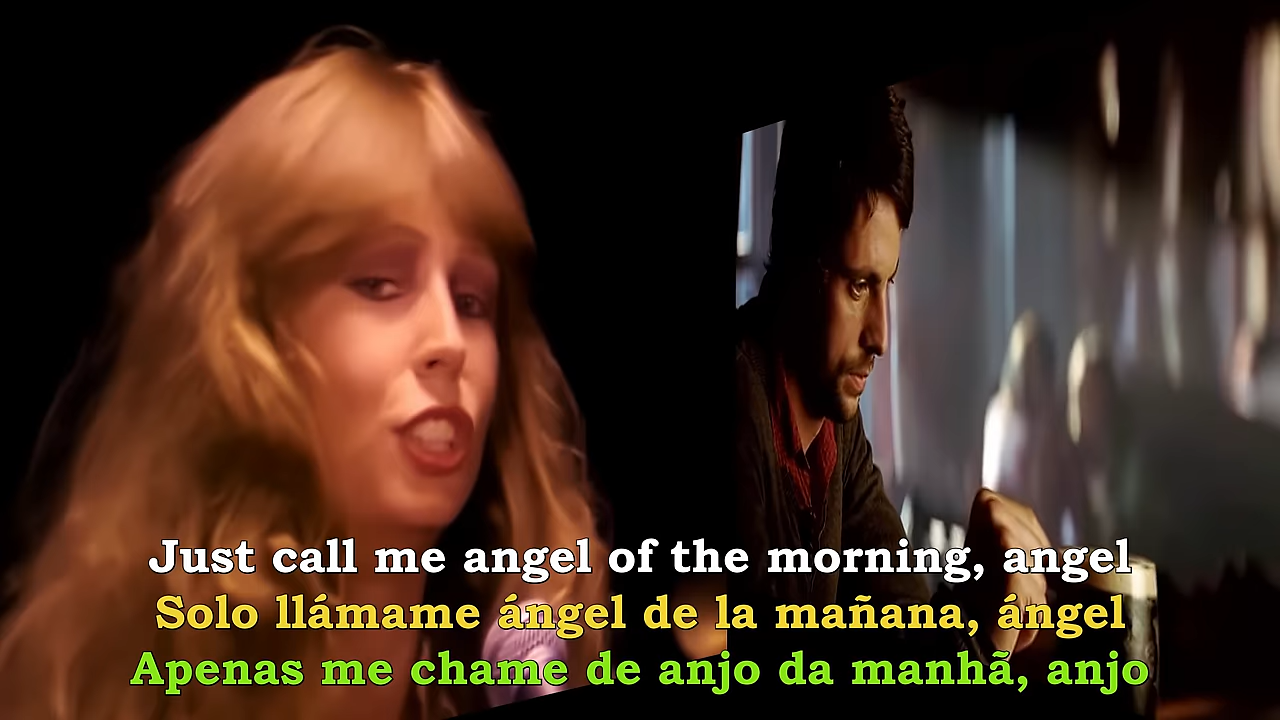 Just call me angel of the morning, angel
Solo llámame ángel de la mañana, ángel
Apenas me chame de anjo da manhã, anjo